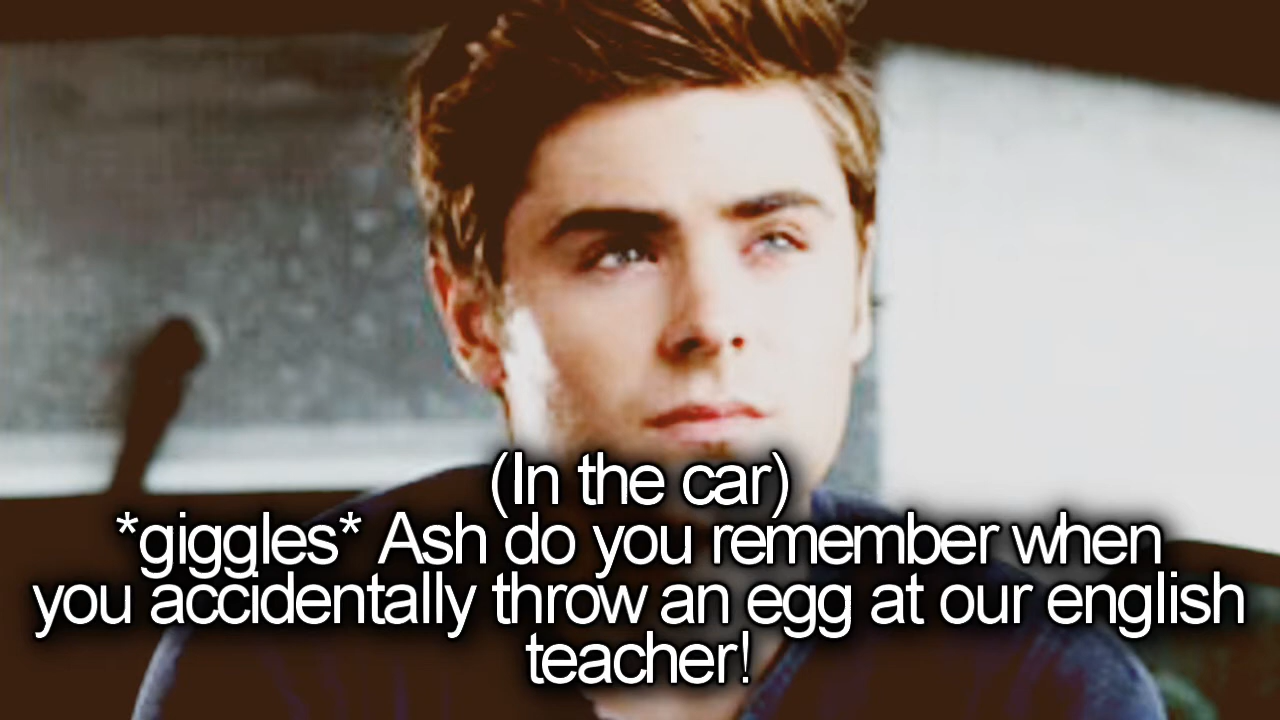 (In the car)
*giggles* Ash do you remember when
you accidentally throw an egg at our english
teacher!